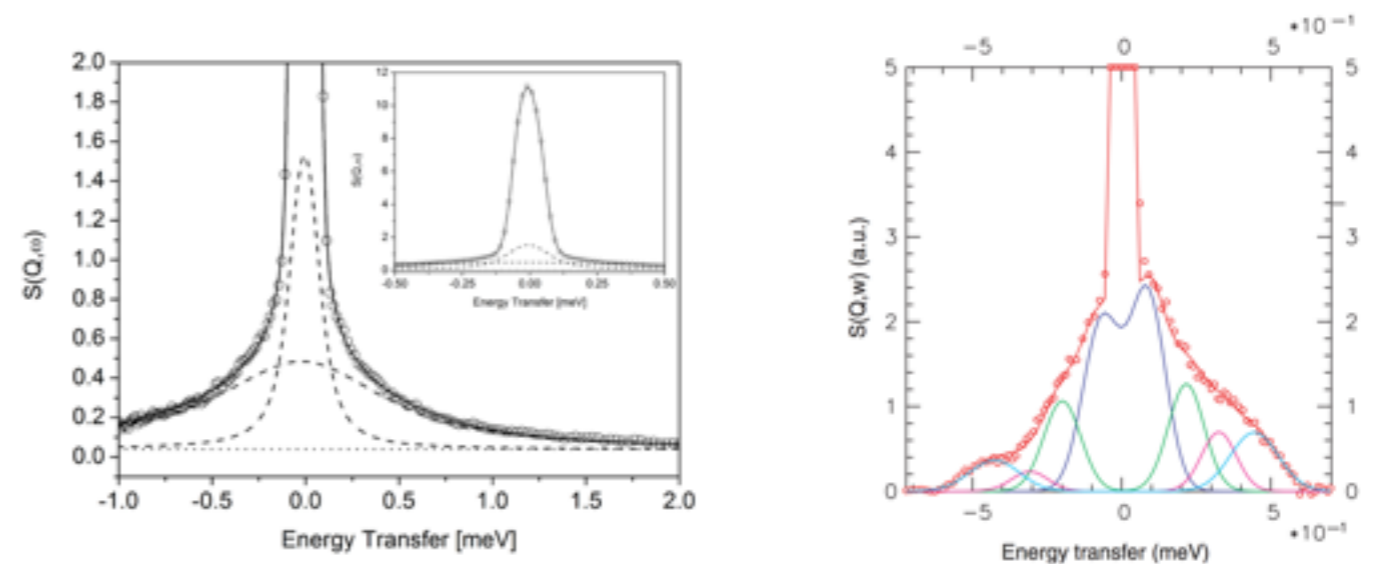 2.0
1.8
1.6
1.4
1.2
1.0
0.8
0.6
0.4
0.2
0.0
S(Q,ω)
-1.0 -0.5 0.0 0.5 1.0 1.5 2.0
Energy Transfer [meV]
12
10
8
6
4
2
0
S(Q,ω)
-0.50 -0.25 0.00 0.25 0.50
Energy Transfer [meV]
*10⁻¹
-5 0 5
5 5
4 4
3 3
2 2
1 1
0 0
S(Q,w) (a.u.)
-5 0 5
*10⁻¹
Energy transfer (meV)